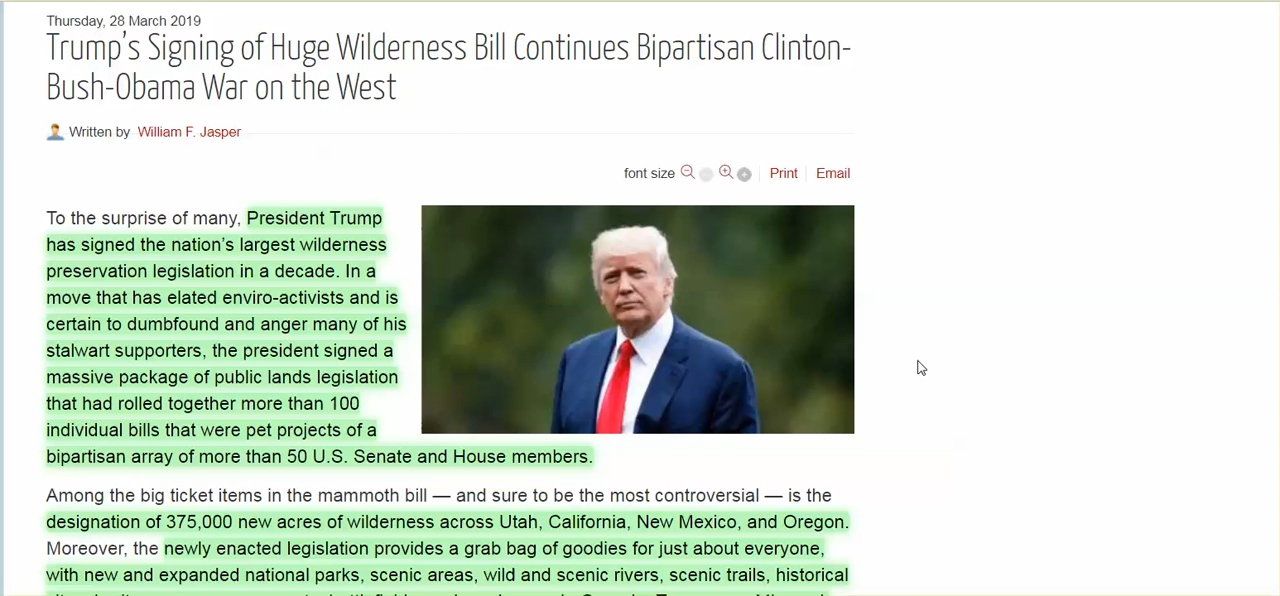 Thursday, 28 March 2019
Trump's Signing of Huge Wilderness Bill Continues Bipartisan Clinton-
Bush-Obama War on the West
Written by William F. Jasper
font size Print Email
To the surprise of many, President Trump
has signed the nation's largest wilderness
preservation legislation in a decade. In a
move that has elated enviro-activists and is
certain to dumbfound and anger many of his
stalwart supporters, the president signed a
massive package of public lands legislation
that had rolled together more than 100
individual bills that were pet projects of a
bipartisan array of more than 50 U.S. Senate and House members.
Among the big ticket items in the mammoth bill — and sure to be the most controversial — is the
designation of 375,000 new acres of wilderness across Utah, California, New Mexico, and Oregon.
Moreover, the newly enacted legislation provides a grab bag of goodies for just about everyone,
with new and expanded national parks, scenic areas, wild and scenic rivers, scenic trails, historical